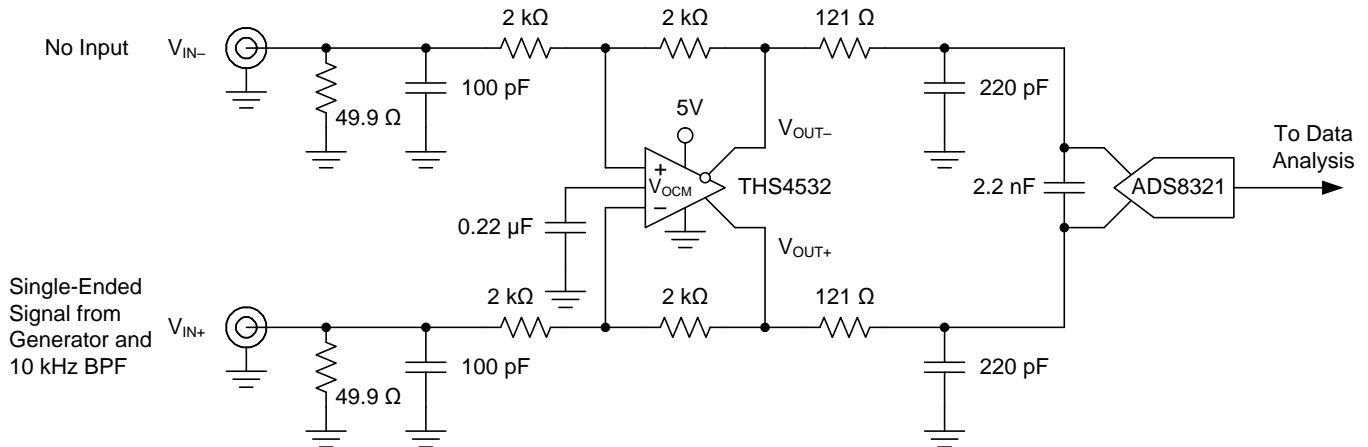 2 kΩ
2 kΩ
121 Ω
No Input
V_IN–
100 pF
49.9 Ω
220 pF
5V
V_OUT–
+
V_OCM
–
THS4532
0.22 µF
V_OUT+
2.2 nF
ADS8321
To Data
Analysis
Single-Ended
Signal from
Generator and
10 kHz BPF
V_IN+
2 kΩ
2 kΩ
121 Ω
100 pF
49.9 Ω
220 pF